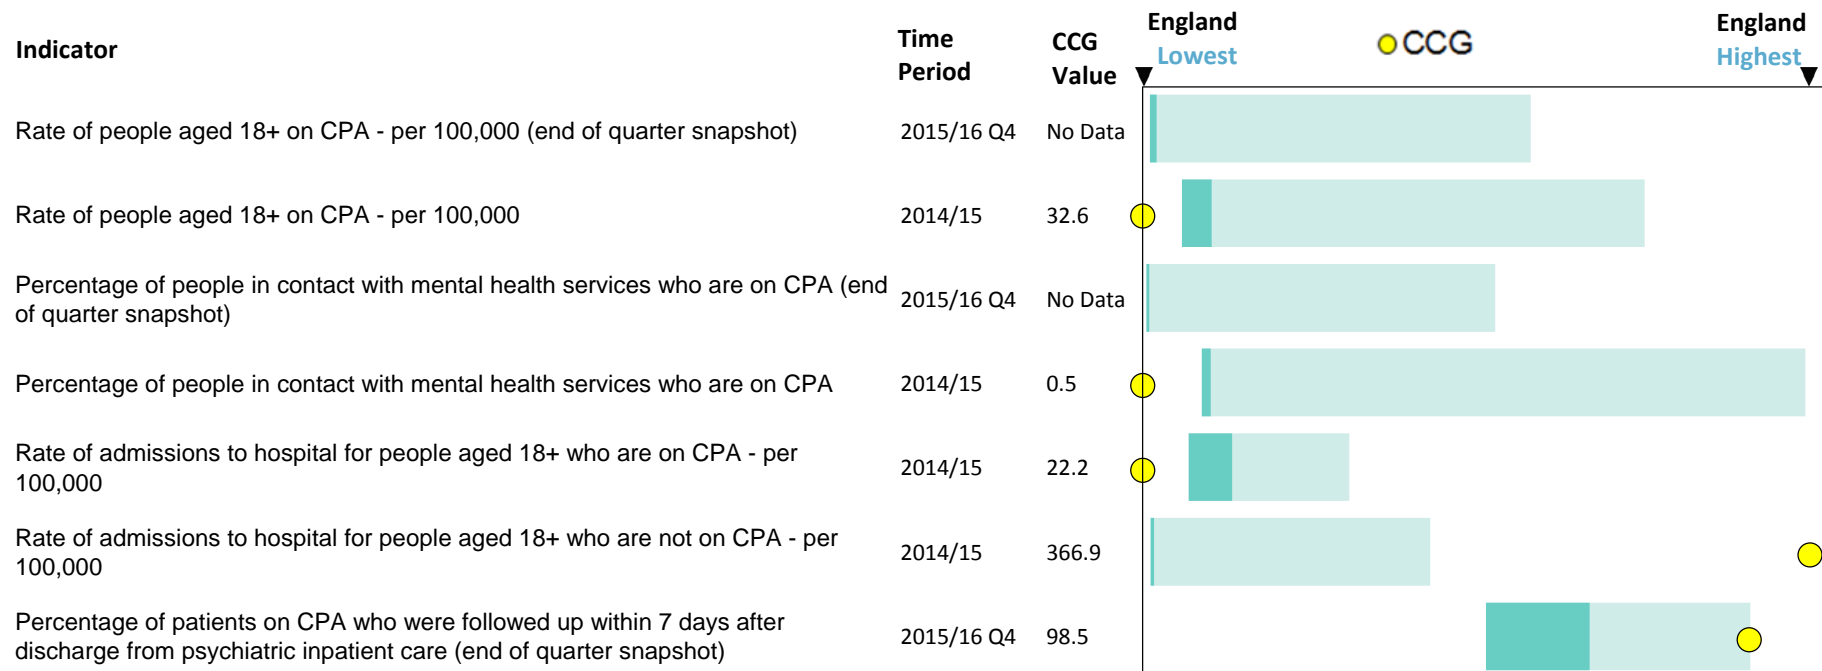 Indicator
Time Period
CCG Value
England Lowest
CCG
England Highest
Rate of people aged 18+ on CPA - per 100,000 (end of quarter snapshot) 2015/16 Q4 No Data
Rate of people aged 18+ on CPA - per 100,000 2014/15 32.6
Percentage of people in contact with mental health services who are on CPA (end
of quarter snapshot) 2015/16 Q4 No Data
Percentage of people in contact with mental health services who are on CPA 2014/15 0.5
Rate of admissions to hospital for people aged 18+ who are on CPA - per
100,000 2014/15 22.2
Rate of admissions to hospital for people aged 18+ who are not on CPA - per
100,000 2014/15 366.9
Percentage of patients on CPA who were followed up within 7 days after
discharge from psychiatric inpatient care (end of quarter snapshot) 2015/16 Q4 98.5